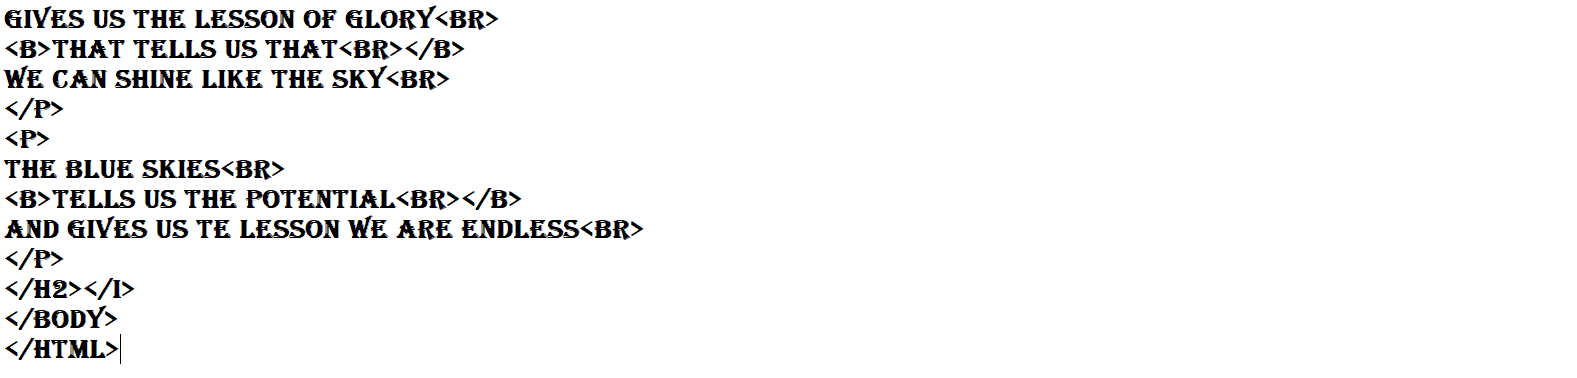 GIVES US THE LESSON OF GLORY<BR>
<B>THAT TELLS US THAT<BR></B>
WE CAN SHINE LIKE THE SKY<BR>
</P>
<P>
THE BLUE SKIES<BR>
<B>TELLS US THE POTENTIAL<BR></B>
AND GIVES US TE LESSON WE ARE ENDLESS<BR>
</P>
</H2></I>
</BODY>
</HTML>